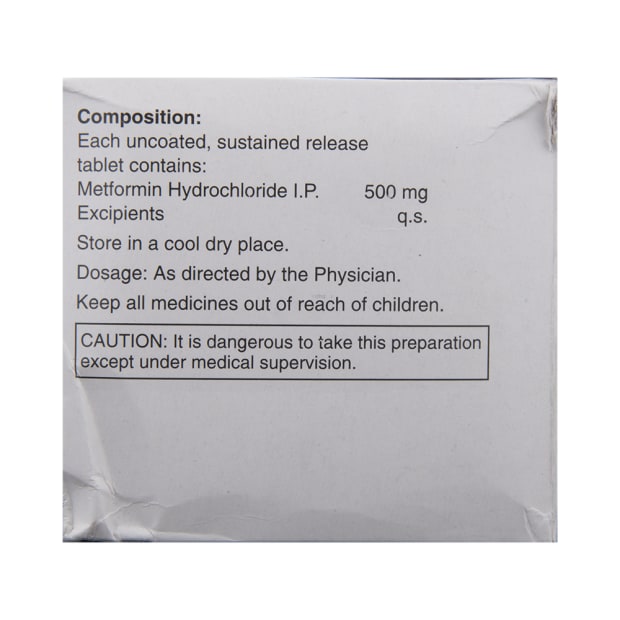 Composition:
Each uncoated, sustained release
tablet contains:
Metformin Hydrochloride I.P. 500 mg
Excipients q.s.
Store in a cool dry place.
Dosage: As directed by the Physician.
Keep all medicines out of reach of children.
CAUTION: It is dangerous to take this preparation
except under medical supervision.